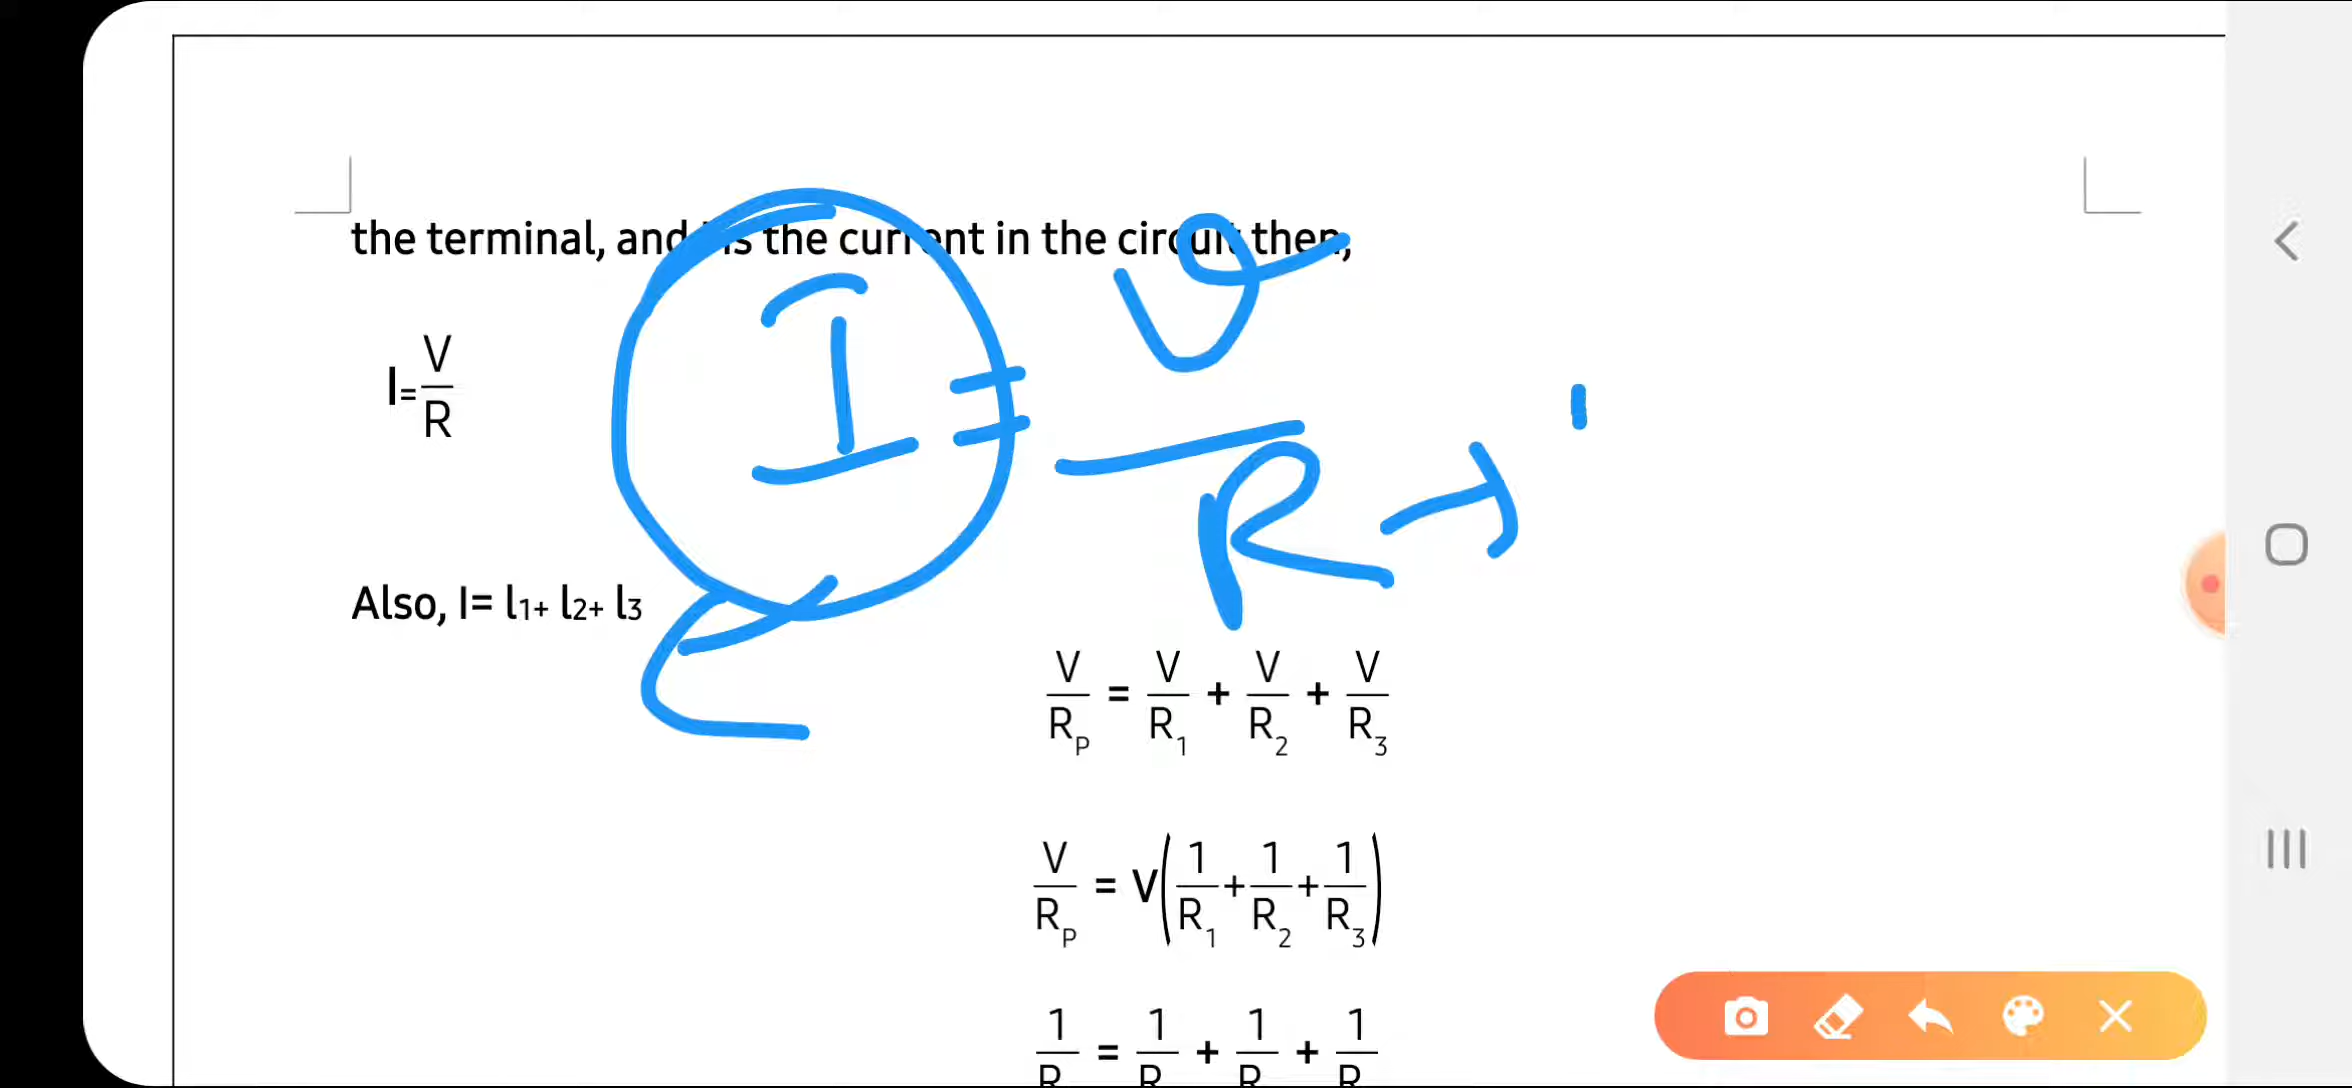 the terminal, and is the current in the circuit then,
I = V/R
I= V/R
Also, I= I1+ I2+ I3
V/Rp = V/R1 + V/R2 + V/R3
V/Rp = V(1/R1+1/R2+1/R3)
1/R = 1/R + 1/R + 1/R